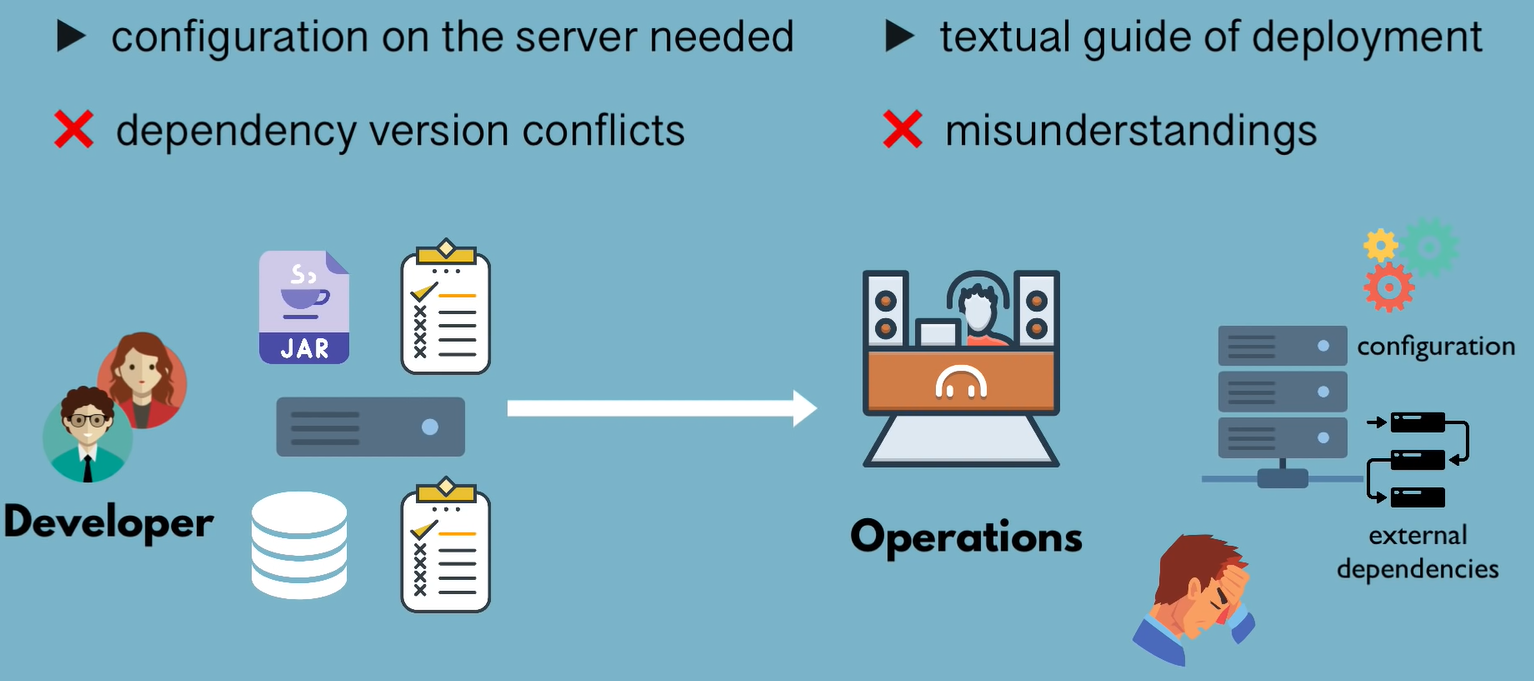 configuration on the server needed
dependency version conflicts
textual guide of deployment
misunderstandings
JAR
Developer
Operations
configuration
external
dependencies